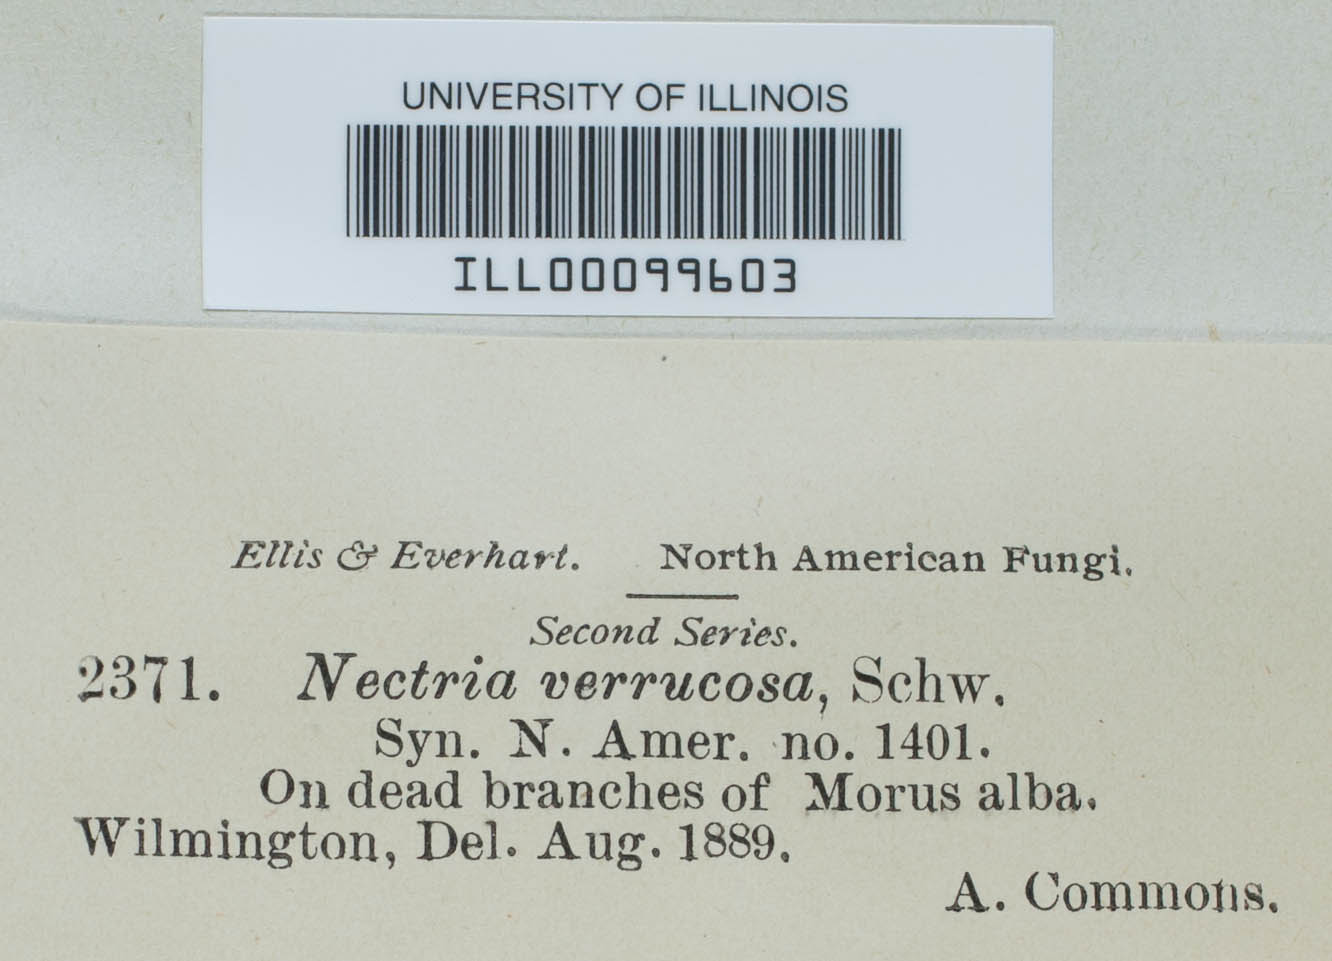 UNIVERSITY OF ILLINOIS
ILL00099603
Ellis & Everhart. North American Fungi.
Second Series.
2371. Nectria verrucosa, Schw.
Syn. N. Amer. no. 1401.
On dead branches of Morus alba.
Wilmington, Del. Aug. 1889.
A. Commons.